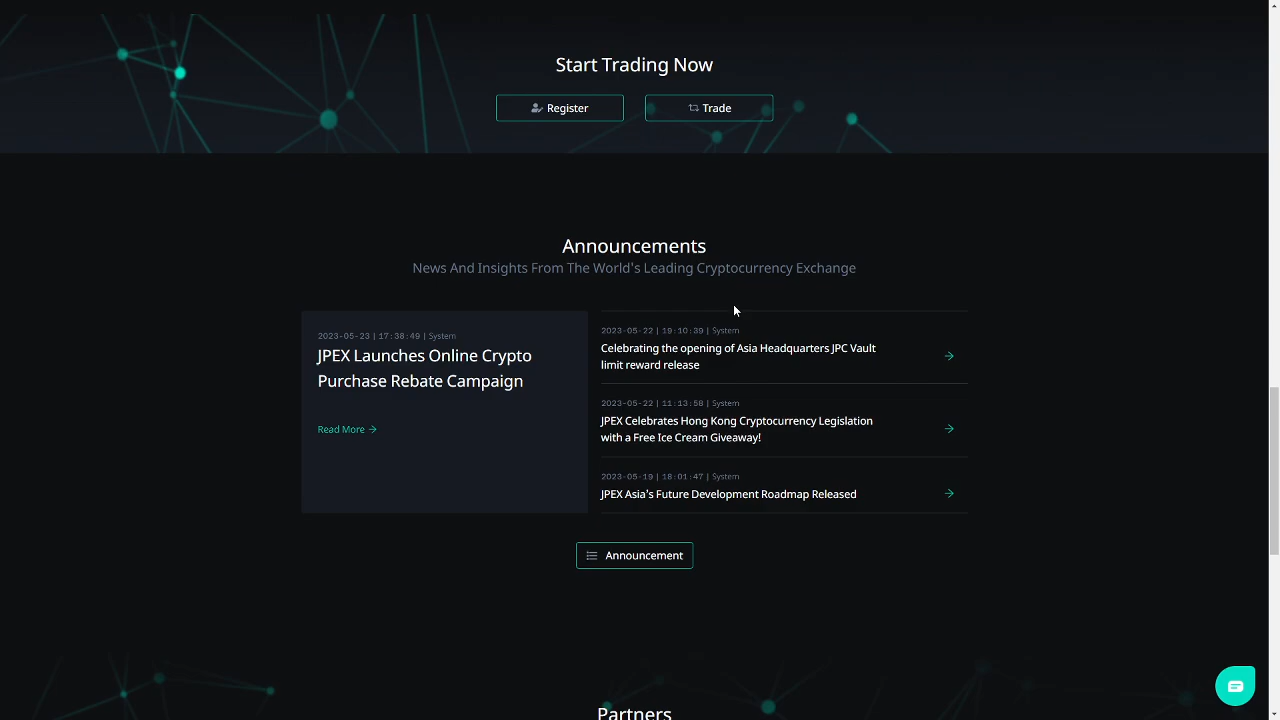 Start Trading Now
Register
Trade
Announcements
News And Insights From The World's Leading Cryptocurrency Exchange
2023-05-23 | 17:38:49 | System
JPEX Launches Online Crypto
Purchase Rebate Campaign
Read More
2023-05-22 | 19:10:39 | System
Celebrating the opening of Asia Headquarters JPC Vault
limit reward release
2023-05-22 | 11:13:58 | System
JPEX Celebrates Hong Kong Cryptocurrency Legislation
with a Free Ice Cream Giveaway!
2023-05-19 | 18:01:47 | System
JPEX Asia's Future Development Roadmap Released
Announcement
Partners